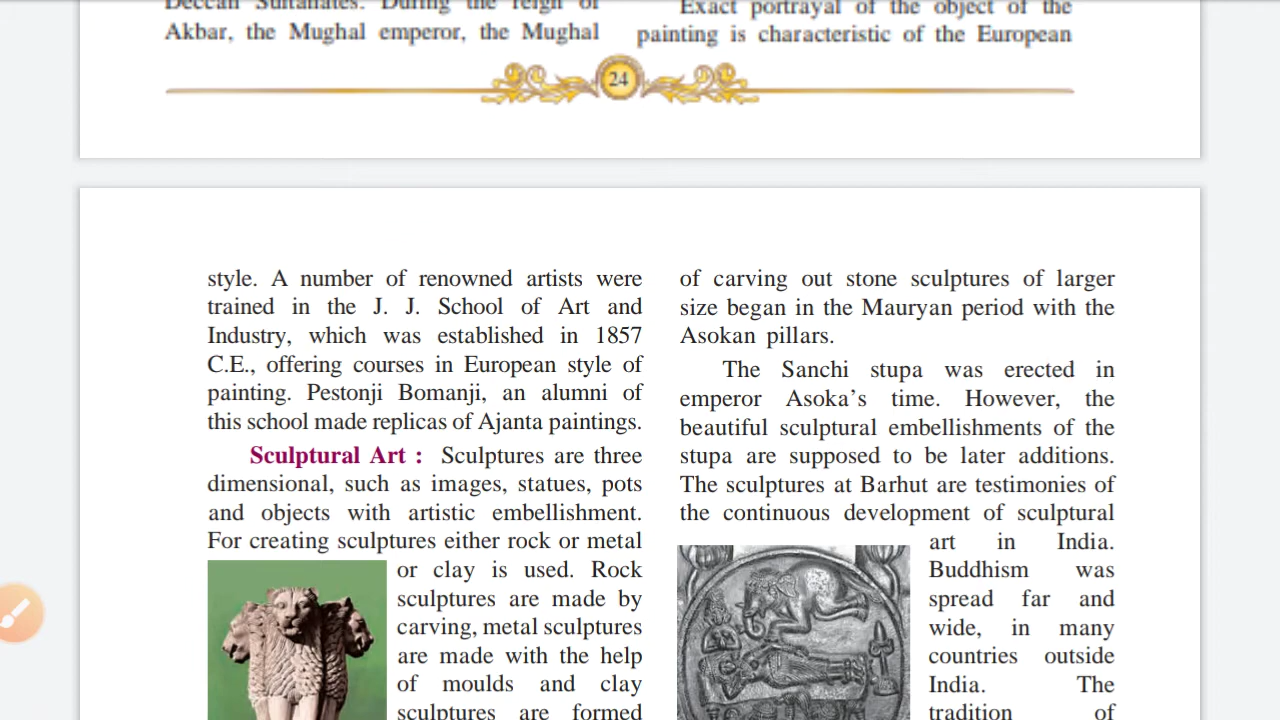 Deccan Sultanates. During the reign of
Akbar, the Mughal emperor, the Mughal
Exact portrayal of the object of the
painting is characteristic of the European
24
style. A number of renowned artists were
trained in the J. J. School of Art and
Industry, which was established in 1857
C.E., offering courses in European style of
painting. Pestonji Bomanji, an alumni of
this school made replicas of Ajanta paintings.
Sculptural Art : Sculptures are three
dimensional, such as images, statues, pots
and objects with artistic embellishment.
For creating sculptures either rock or metal
or clay is used. Rock
sculptures are made by
carving, metal sculptures
are made with the help
of moulds and clay
sculptures are formed
of carving out stone sculptures of larger
size began in the Mauryan period with the
Asokan pillars.
The Sanchi stupa was erected in
emperor Asoka's time. However, the
beautiful sculptural embellishments of the
stupa are supposed to be later additions.
The sculptures at Barhut are testimonies of
the continuous development of sculptural
art in India.
Buddhism was
spread far and
wide, in many
countries outside
India. The
tradition of